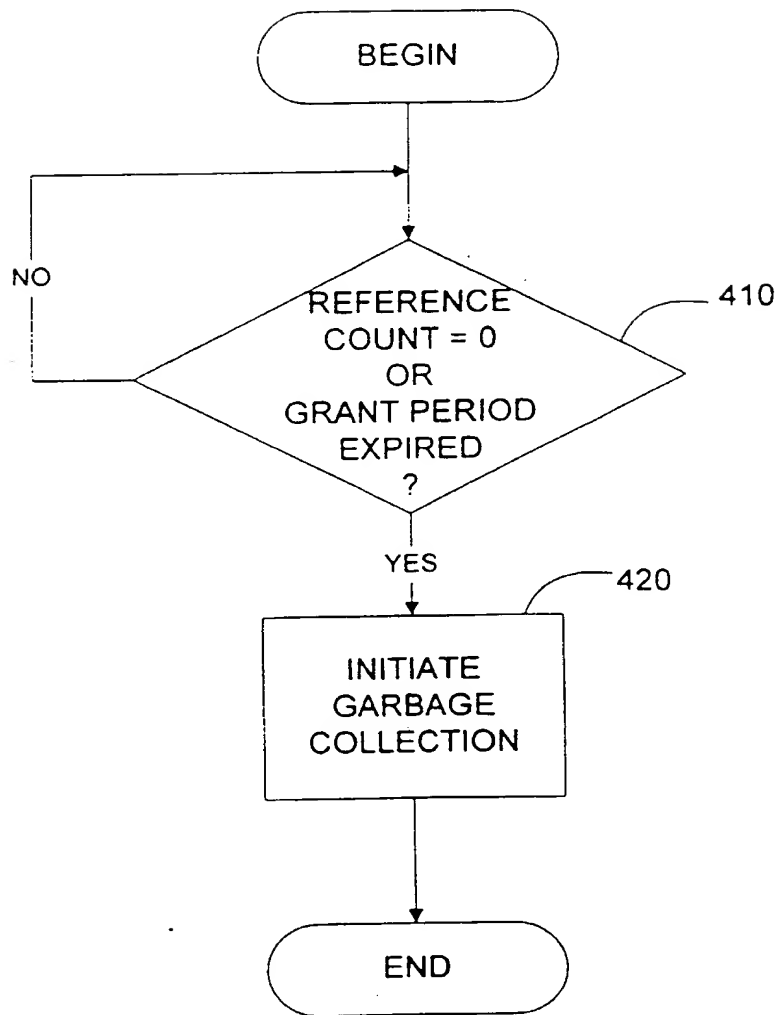 BEGIN
NO
REFERENCE
COUNT = 0
OR
GRANT PERIOD
EXPIRED
?
410
YES
420
INITIATE
GARBAGE
COLLECTION
END